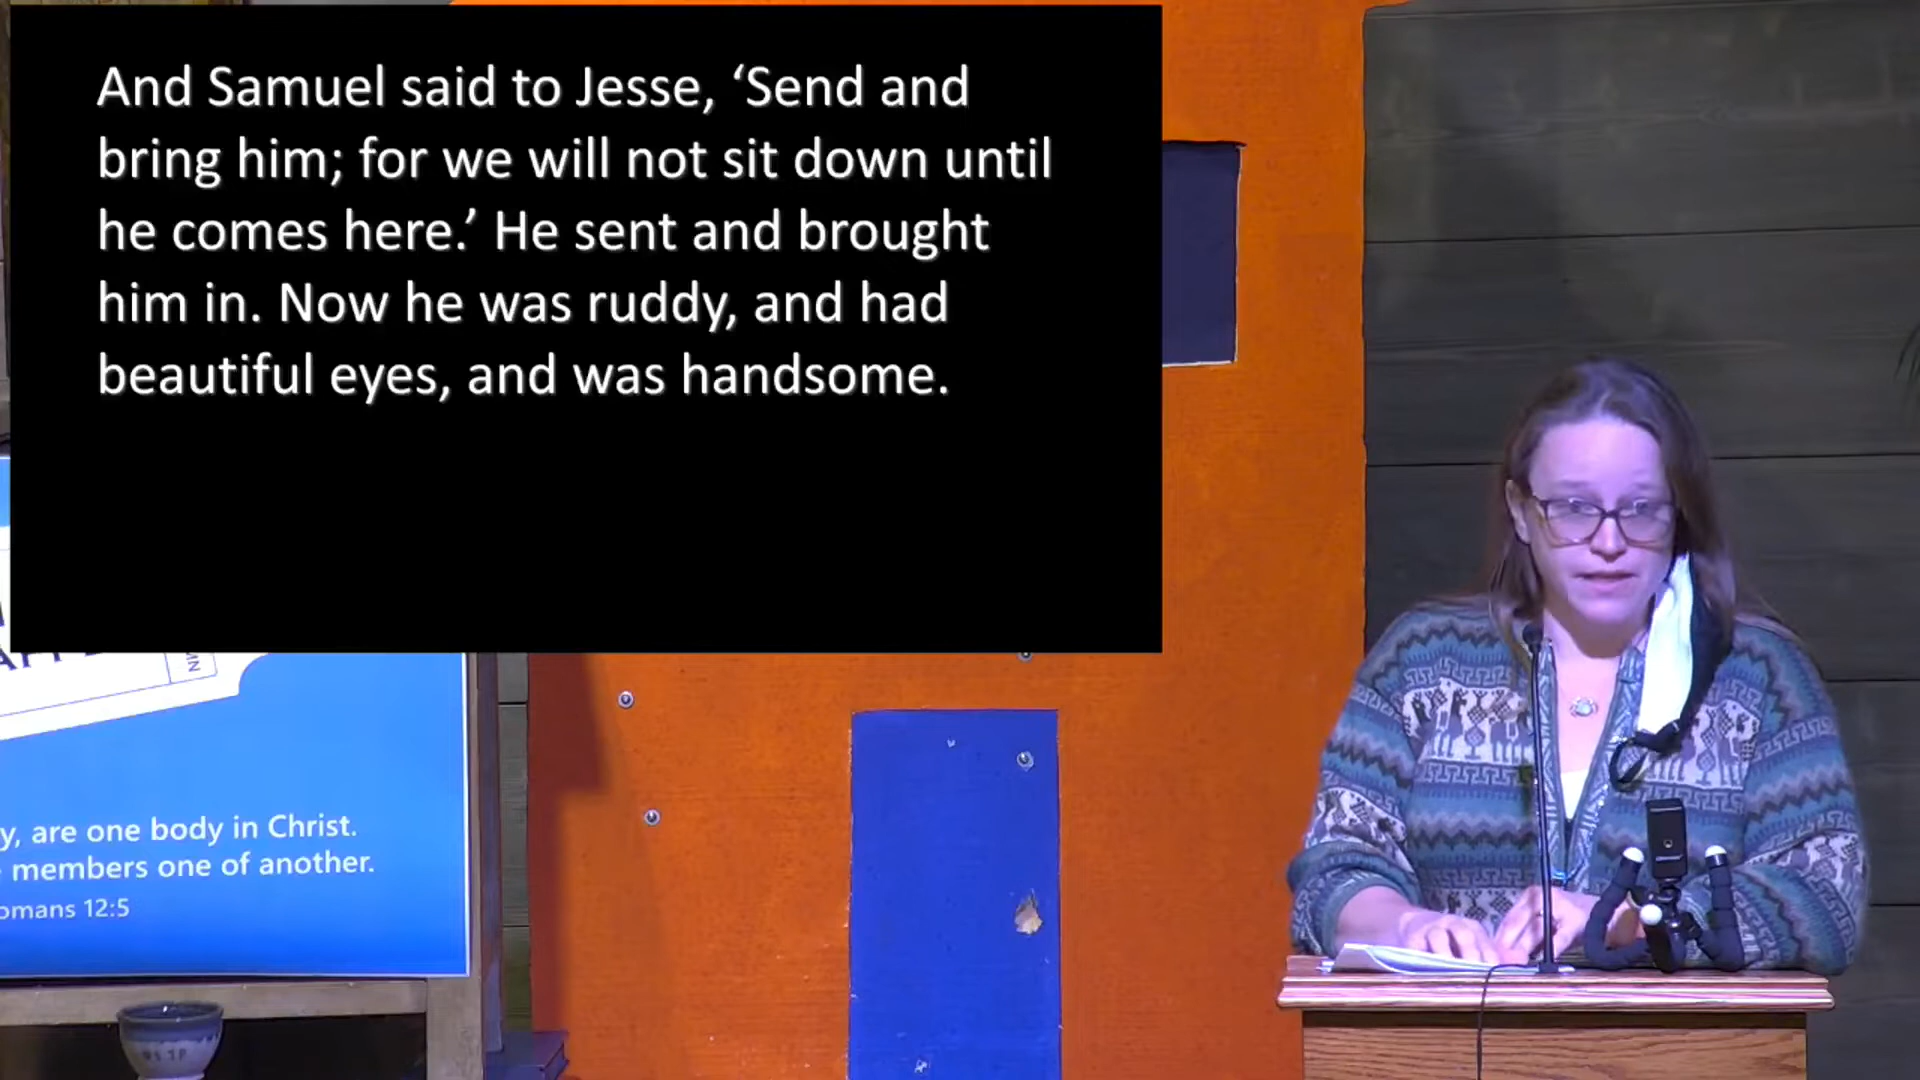 And Samuel said to Jesse, ‘Send and
bring him; for we will not sit down until
he comes here.’ He sent and brought
him in. Now he was ruddy, and had
beautiful eyes, and was handsome.
y, are one body in Christ.
members one of another.
omans 12:5